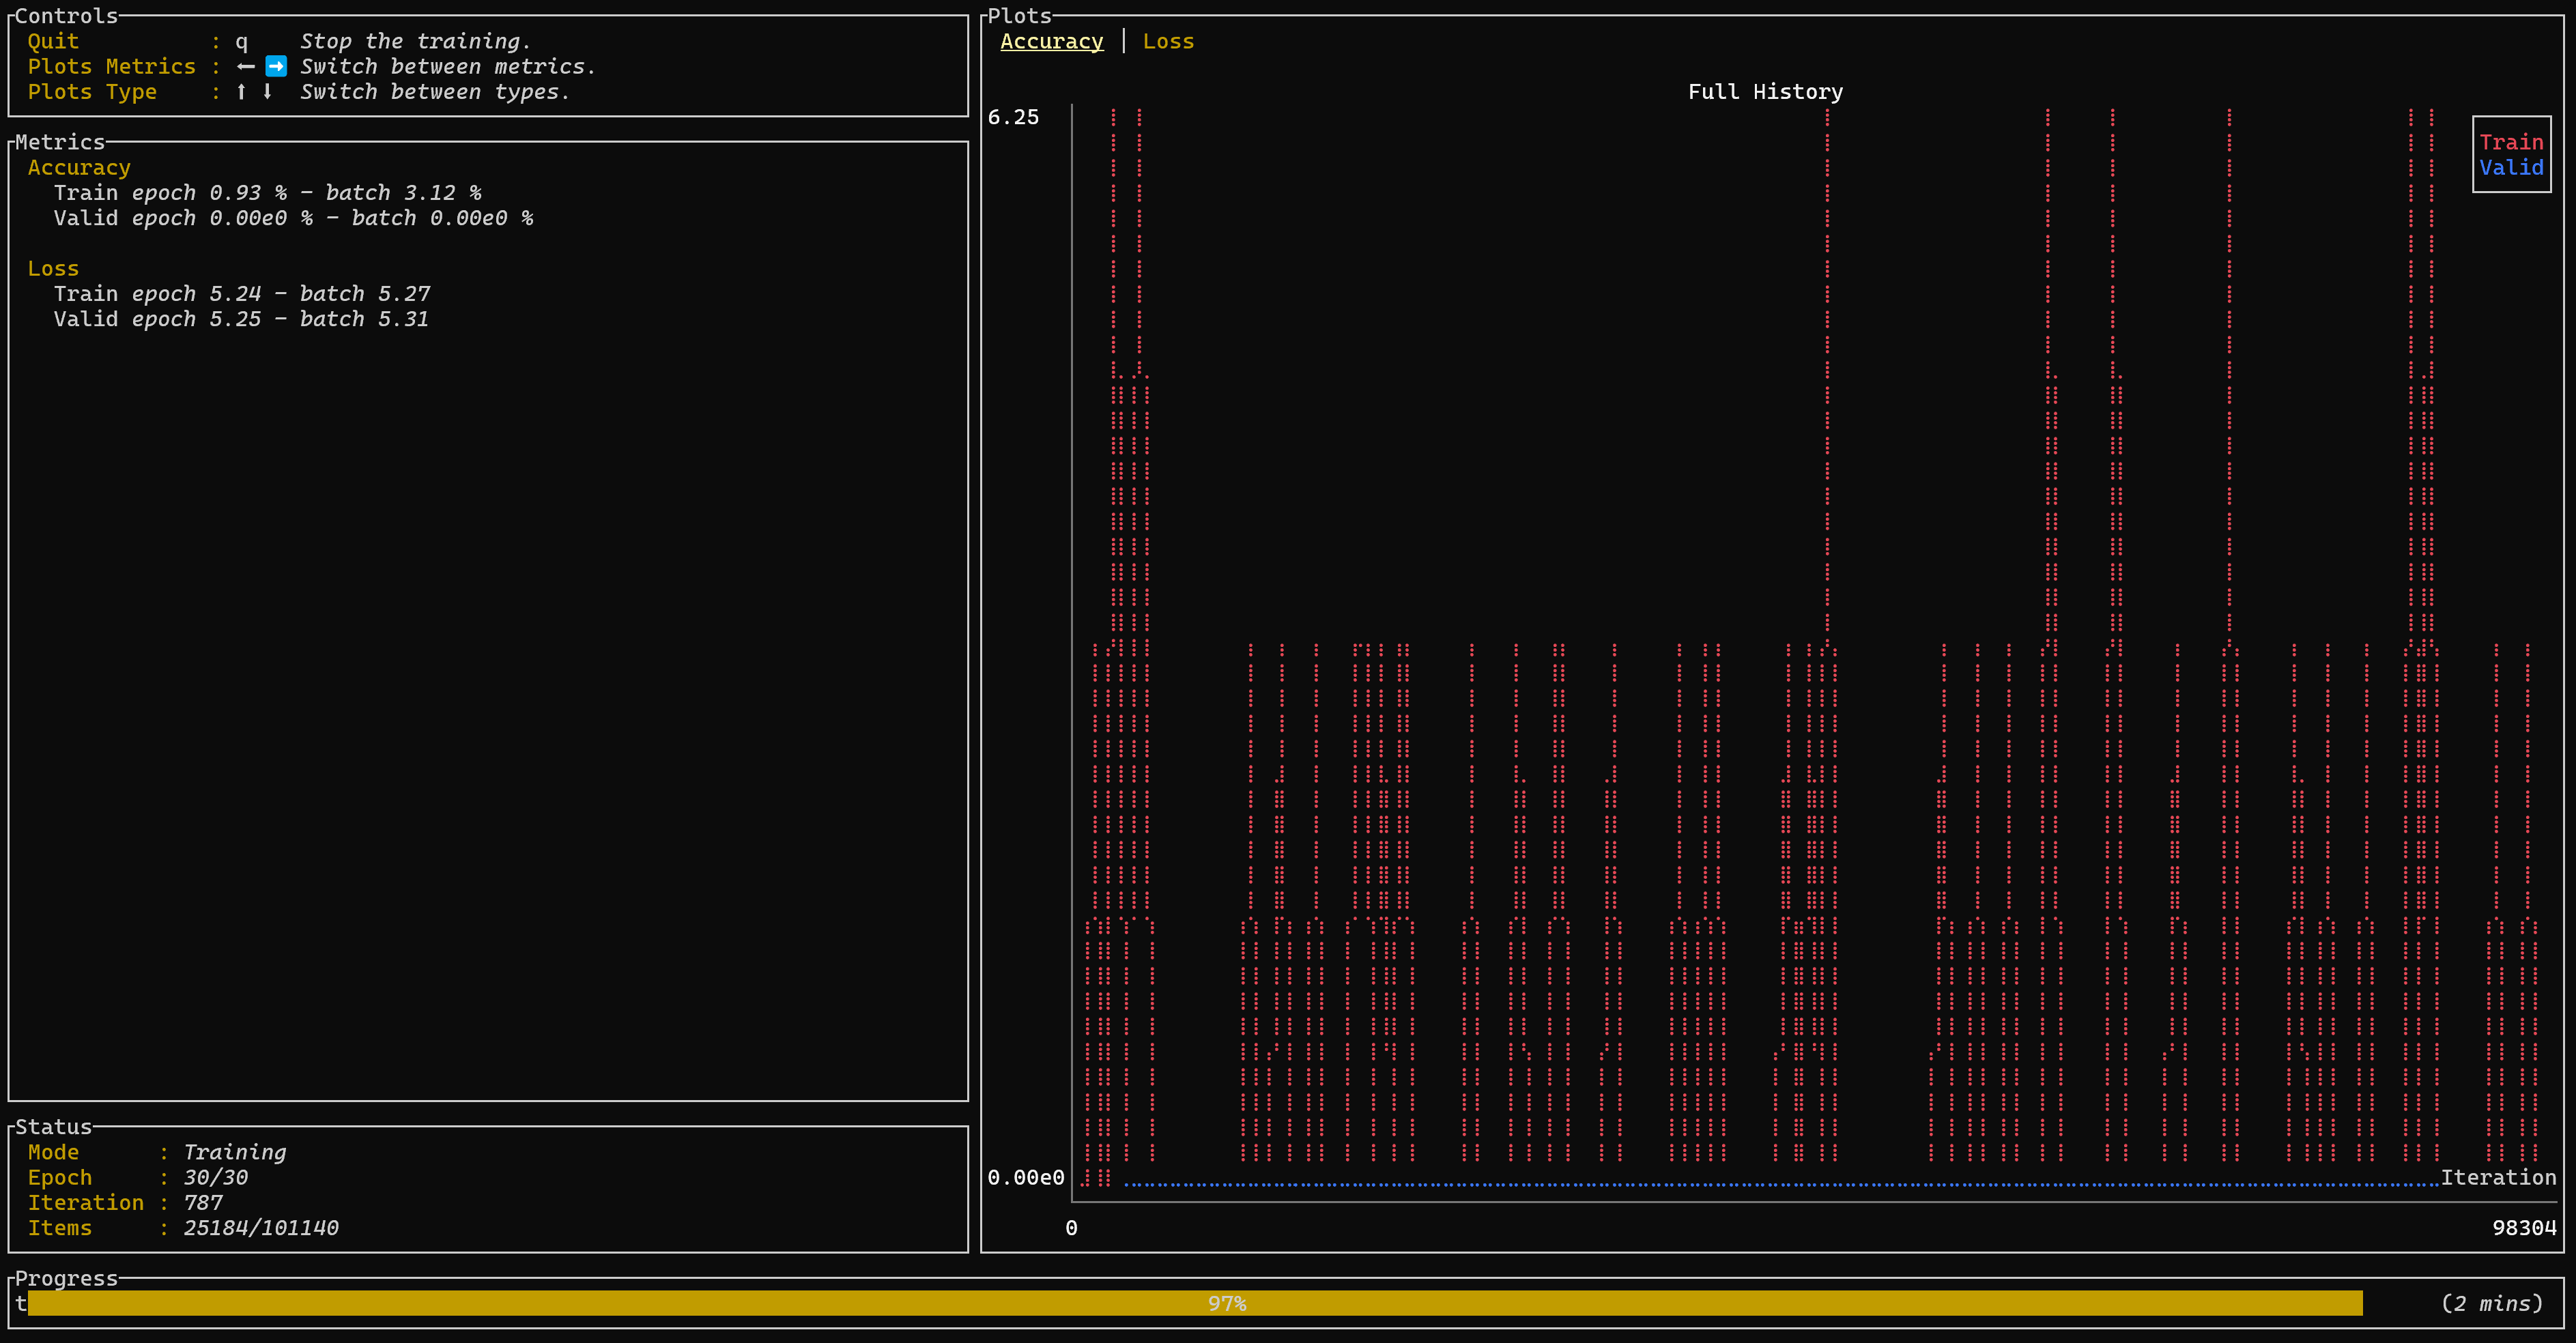 Controls
Quit : q Stop the training.
Plots Metrics : ← ➡ Switch between metrics.
Plots Type : ↑ ↓ Switch between types.
Metrics
Accuracy
Train epoch 0.93 % - batch 3.12 %
Valid epoch 0.00e0 % - batch 0.00e0 %
Loss
Train epoch 5.24 - batch 5.27
Valid epoch 5.25 - batch 5.31
Status
Mode : Training
Epoch : 30/30
Iteration : 787
Items : 25184/101140
Plots
Accuracy | Loss
Full History
6.25
Train
Valid
0.00e0
Iteration
0
98304
Progress
t
97%
(2 mins)